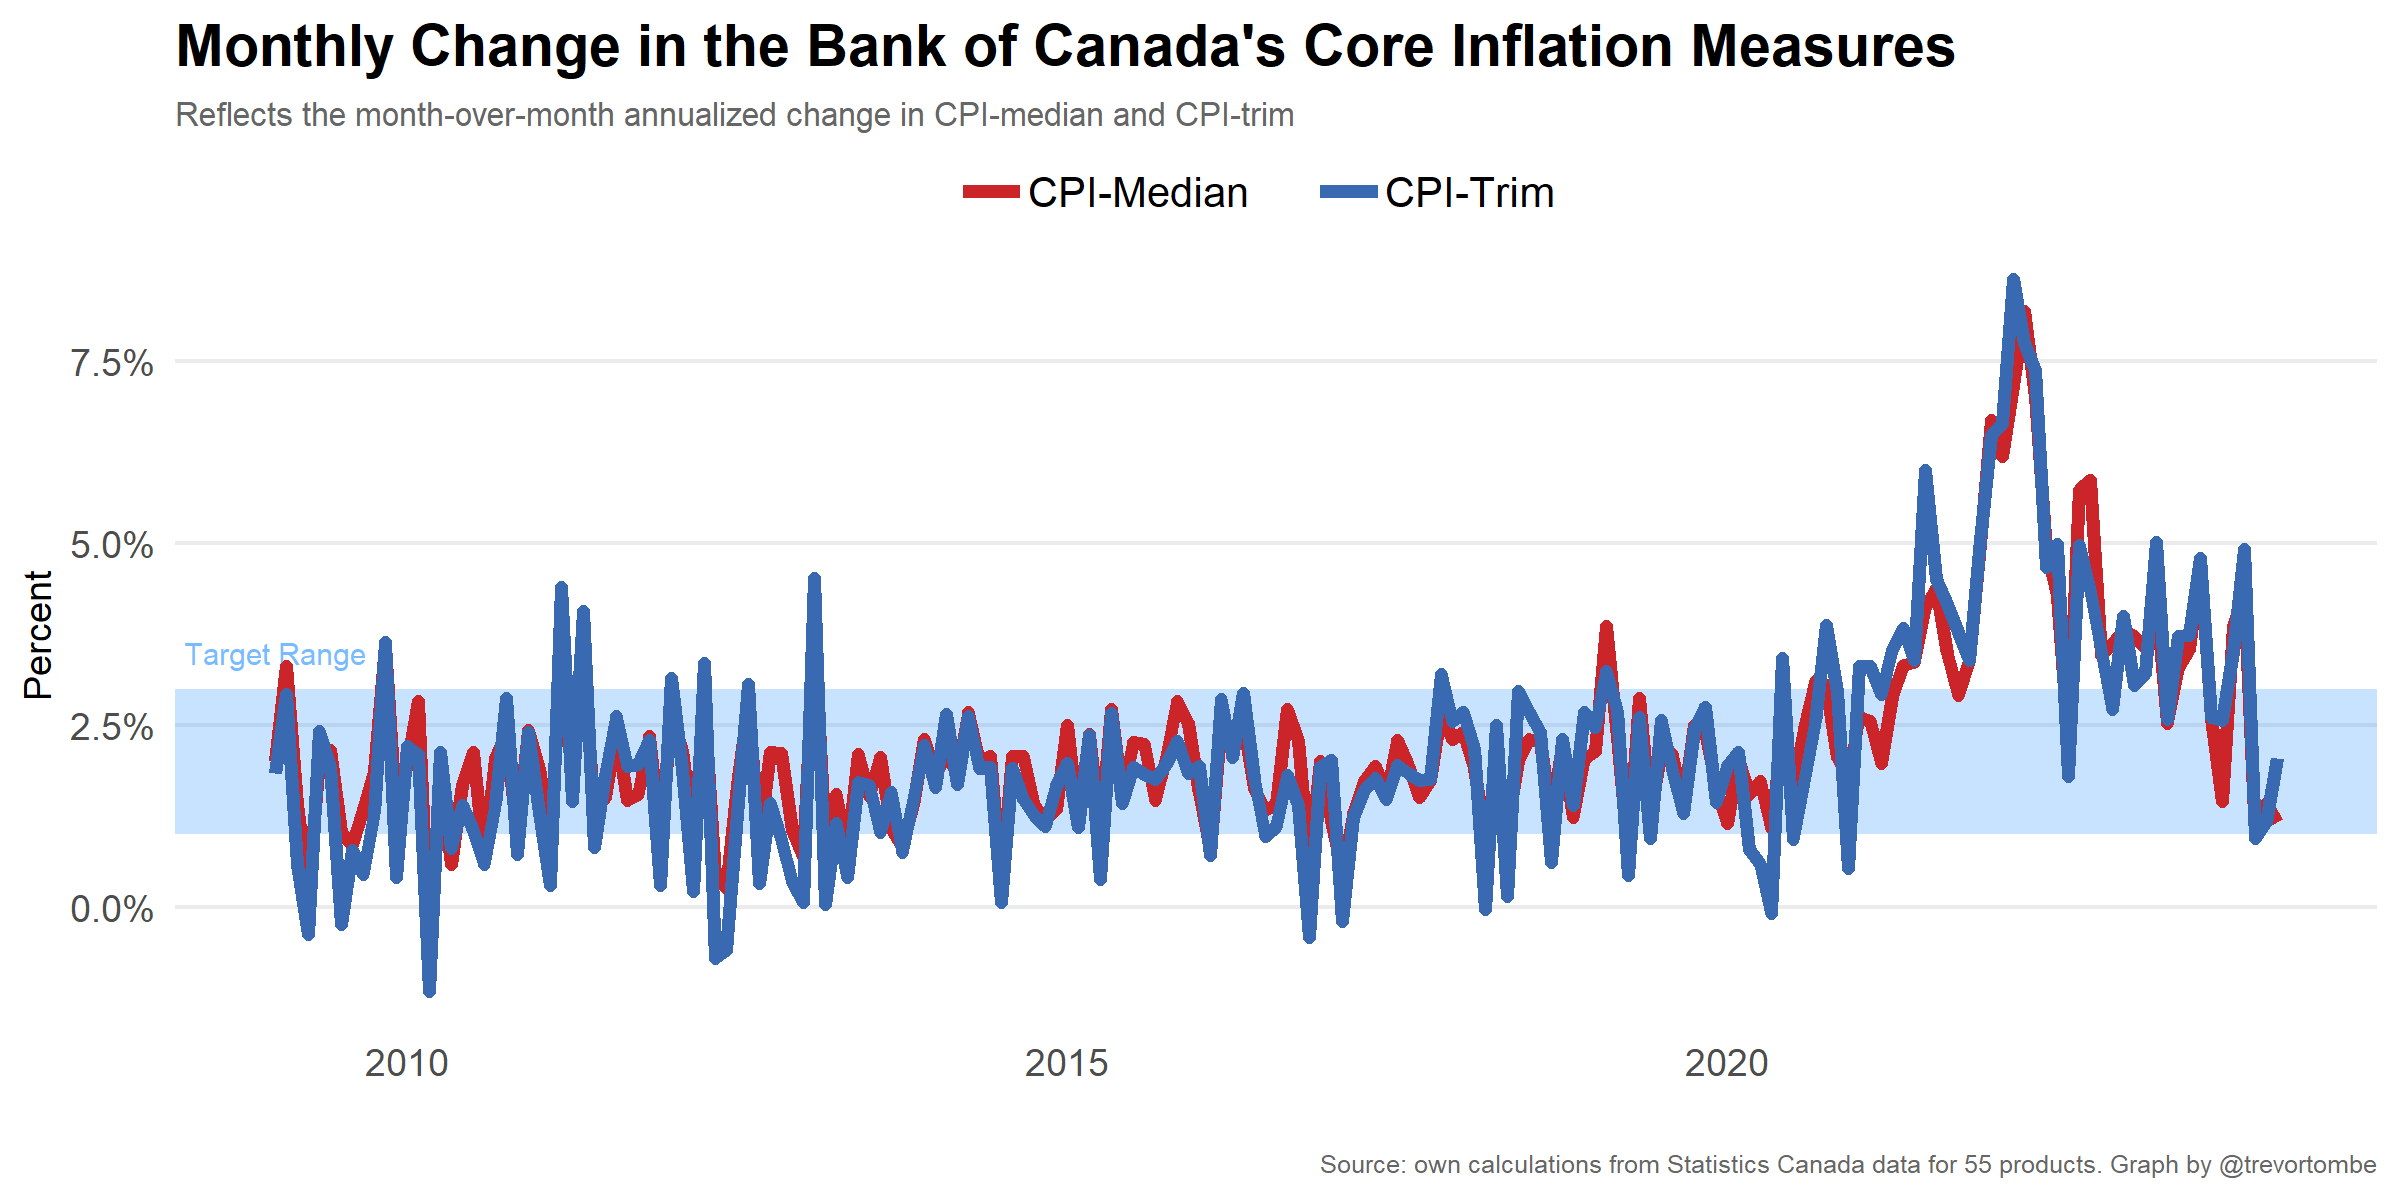 Monthly Change in the Bank of Canada's Core Inflation Measures
Reflects the month-over-month annualized change in CPI-median and CPI-trim
CPI-Median CPI-Trim
7.5%
5.0%
Percent
Target Range
2.5%
0.0%
2010 2015 2020
Source: own calculations from Statistics Canada data for 55 products. Graph by @trevortombe